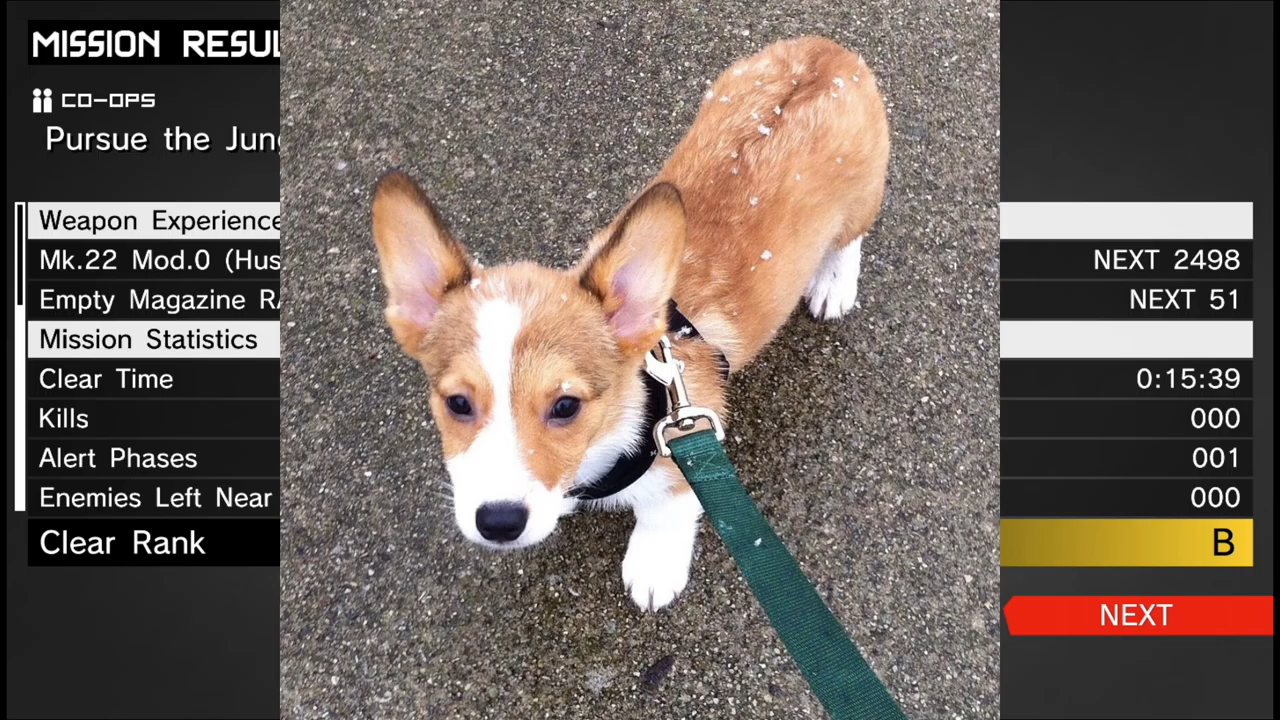 MISSION RESUL
CO-OPS
Pursue the Jun
Weapon Experience
Mk.22 Mod.0 (Hus NEXT 2498
Empty Magazine R NEXT 51
Mission Statistics
Clear Time 0:15:39
Kills 000
Alert Phases 001
Enemies Left Near 000
Clear Rank B
NEXT